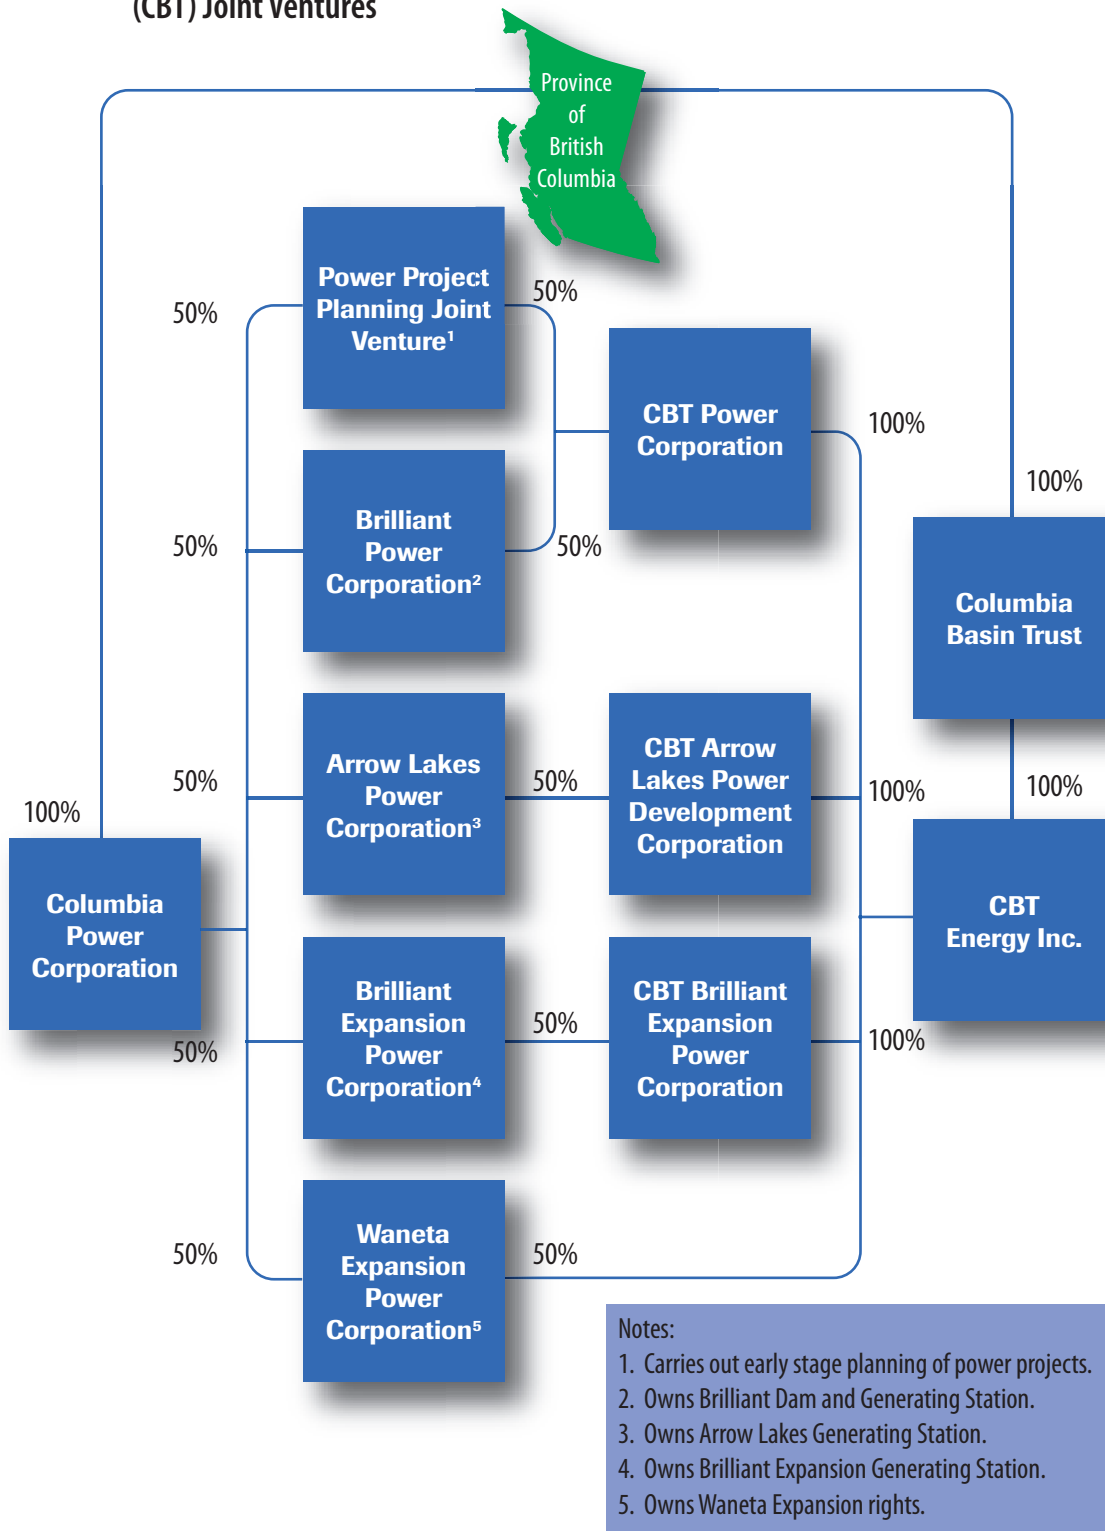 (CBT) Joint Ventures
Province
of
British
Columbia
Power Project
Planning Joint
Venture¹
50%
50%
CBT Power
Corporation
100%
100%
Brilliant
Power
Corporation²
50%
50%
Columbia
Basin Trust
Arrow Lakes
Power
Corporation³
50%
50%
CBT Arrow
Lakes Power
Development
Corporation
100%
100%
100%
Columbia
Power
Corporation
CBT
Energy Inc.
Brilliant
Expansion
Power
Corporation⁴
50%
50%
CBT Brilliant
Expansion
Power
Corporation
100%
Waneta
Expansion
Power
Corporation⁵
50%
50%
Notes:
1. Carries out early stage planning of power projects.
2. Owns Brilliant Dam and Generating Station.
3. Owns Arrow Lakes Generating Station.
4. Owns Brilliant Expansion Generating Station.
5. Owns Waneta Expansion rights.